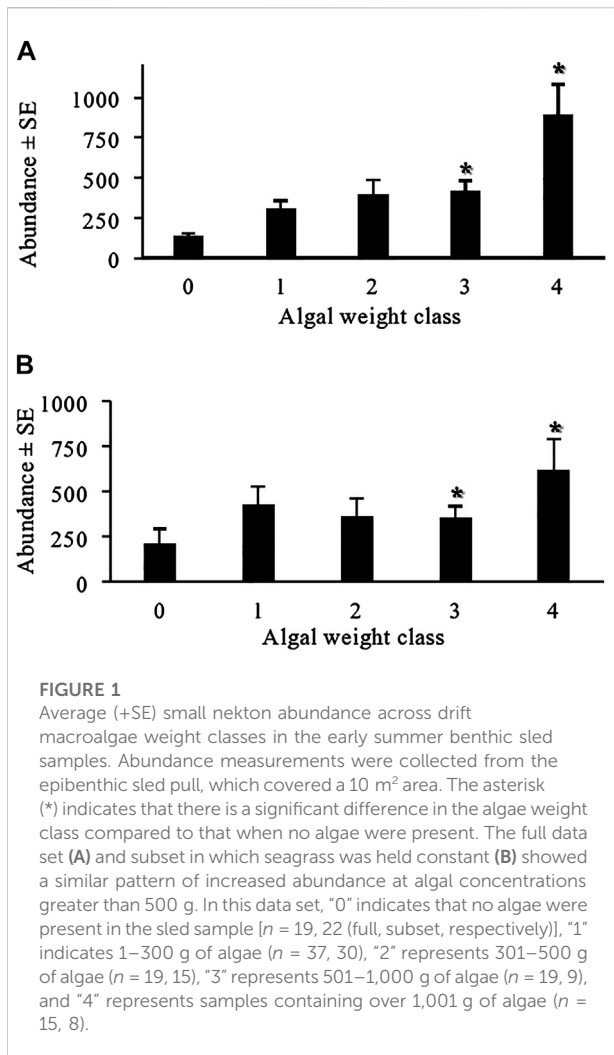 A
Abundance ± SE
1000
750
500
250
0
*
*
0 1 2 3 4
Algal weight class
B
Abundance ± SE
1000
750
500
250
0
*
*
0 1 2 3 4
Algal weight class
FIGURE 1
Average (+SE) small nekton abundance across drift
macroalgae weight classes in the early summer benthic sled
samples. Abundance measurements were collected from the
epibenthic sled pull, which covered a 10 m² area. The asterisk
(*) indicates that there is a significant difference in the algae weight
class compared to that when no algae were present. The full data
set (A) and subset in which seagrass was held constant (B) showed
a similar pattern of increased abundance at algal concentrations
greater than 500 g. In this data set, “0” indicates that no algae were
present in the sled sample [n = 19, 22 (full, subset, respectively)], “1”
indicates 1–300 g of algae (n = 37, 30), “2” represents 301–500 g
of algae (n = 19, 15), “3” represents 501–1,000 g of algae (n = 19, 9),
and “4” represents samples containing over 1,001 g of algae (n =
15, 8).